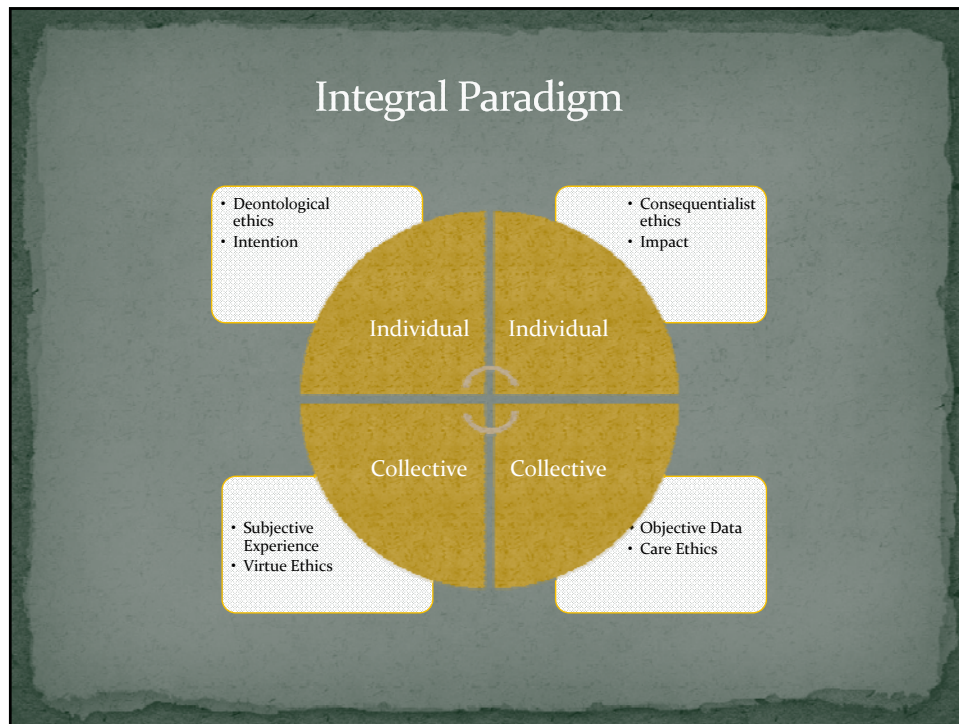 Integral Paradigm
• Deontological
ethics
• Intention
• Consequentialist
ethics
• Impact
Individual
Individual
Collective
Collective
• Subjective
Experience
• Virtue Ethics
• Objective Data
• Care Ethics